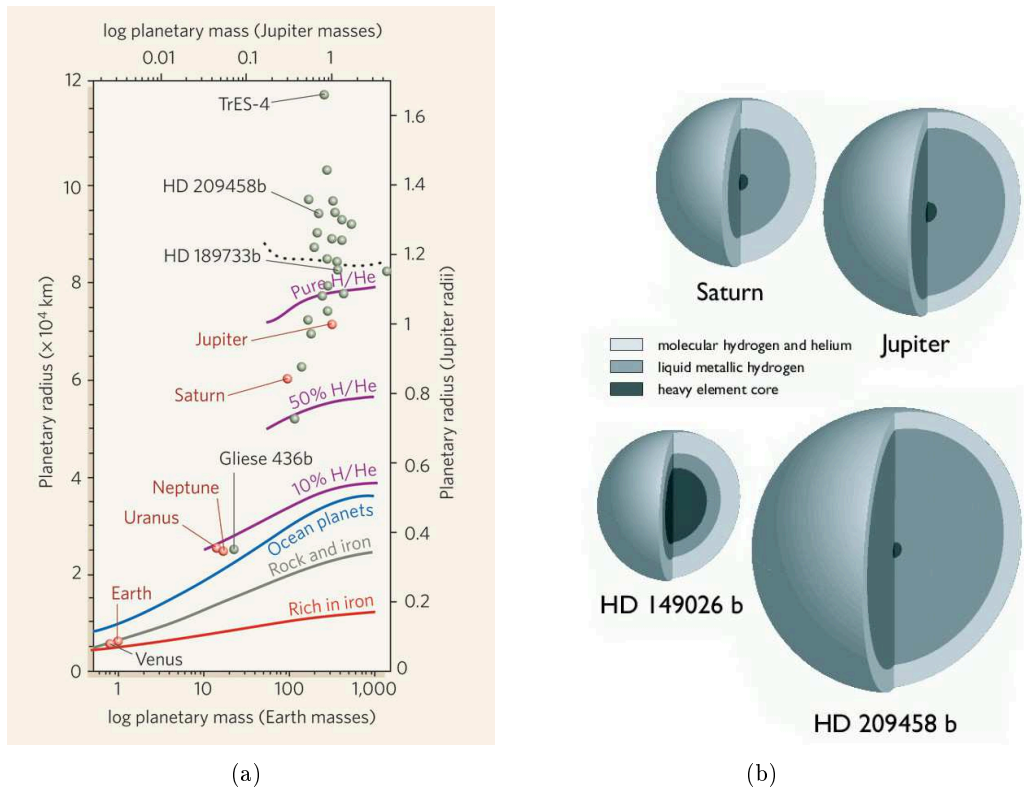 log planetary mass (Jupiter masses)
0.01 0.1 1
12
10
8
6
4
2
0
Planetary radius (× 10⁴ km)
1.6
1.4
1.2
1
0.8
0.6
0.4
0.2
0
Planetary radius (Jupiter radii)
TrES-4
HD 209458b
HD 189733b
Pure H/He
Jupiter
Saturn
50% H/He
Gliese 436b
10% H/He
Neptune
Uranus
Ocean planets
Rock and iron
Earth
Rich in iron
Venus
1 10 100 1,000
log planetary mass (Earth masses)
(a)
Saturn
Jupiter
molecular hydrogen and helium
liquid metallic hydrogen
heavy element core
HD 149026 b
HD 209458 b
(b)